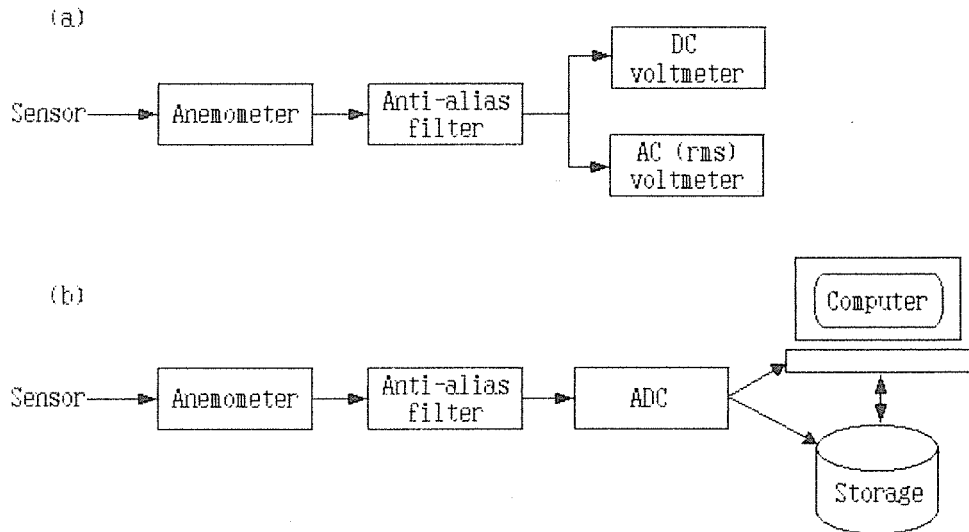 (a)
DC
voltmeter
Sensor
Anemometer
Anti-alias
filter
AC (rms)
voltmeter
(b)
Computer
Sensor
Anemometer
Anti-alias
filter
ADC
Storage